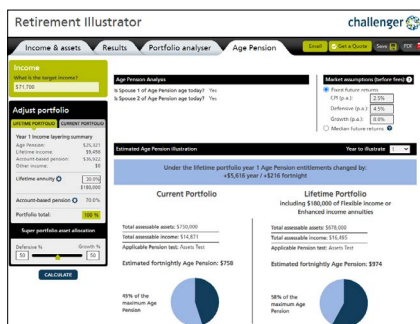 Retirement Illustrator
challenger
Income & assets
Results
Portfolio analyser
Age Pension
Email
Get a Quote
Save
PDF
Income
What is the target income?
$71,700
Adjust portfolio
LIFETIME PORTFOLIO
CURRENT PORTFOLIO
Year 1 Income layering summary
Age Pension: $25,321
Lifetime income: $9,456
Account-based pension: $36,922
Other income: $0
Lifetime annuity 30.0%
$180,000
Account-based pension 70.0%
Portfolio total: 100 %
Super portfolio asset allocation
Defensive % Growth %
50 50
CALCULATE
Age Pension Analysis
Is Spouse 1 of Age Pension age today? Yes
Is Spouse 2 of Age Pension age today? Yes
Market assumptions (before fees)
Fixed future returns
CPI (p.a.): 2.5%
Defensive (p.a.): 4.5%
Growth (p.a.): 8.0%
Median future returns
Estimated Age Pension illustration
Year to illustrate 1
Under the lifetime portfolio year 1 Age Pension entitlements changed by:
+$5,616 year / +$216 fortnight
Current Portfolio
Total assessable assets: $750,000
Total assessable income: $14,871
Applicable Pension test: Assets Test
Estimated fortnightly Age Pension: $758
45% of the
maximum Age
Pension
Lifetime Portfolio
Including $180,000 of Flexible Income or
Enhanced income annuities
Total assessable assets: $678,000
Total assessable income: $16,495
Applicable Pension test: Assets Test
Estimated fortnightly Age Pension: $974
58% of the
maximum Age
Pension